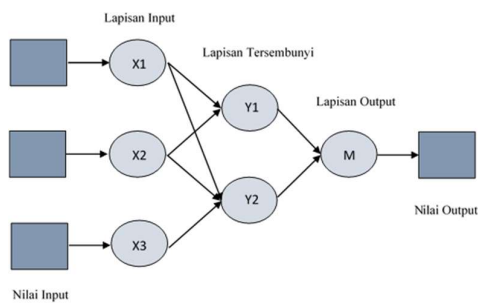 Lapisan Input
Lapisan Tersembunyi
Lapisan Output
X1
X2
X3
Y1
Y2
M
Nilai Input
Nilai Output